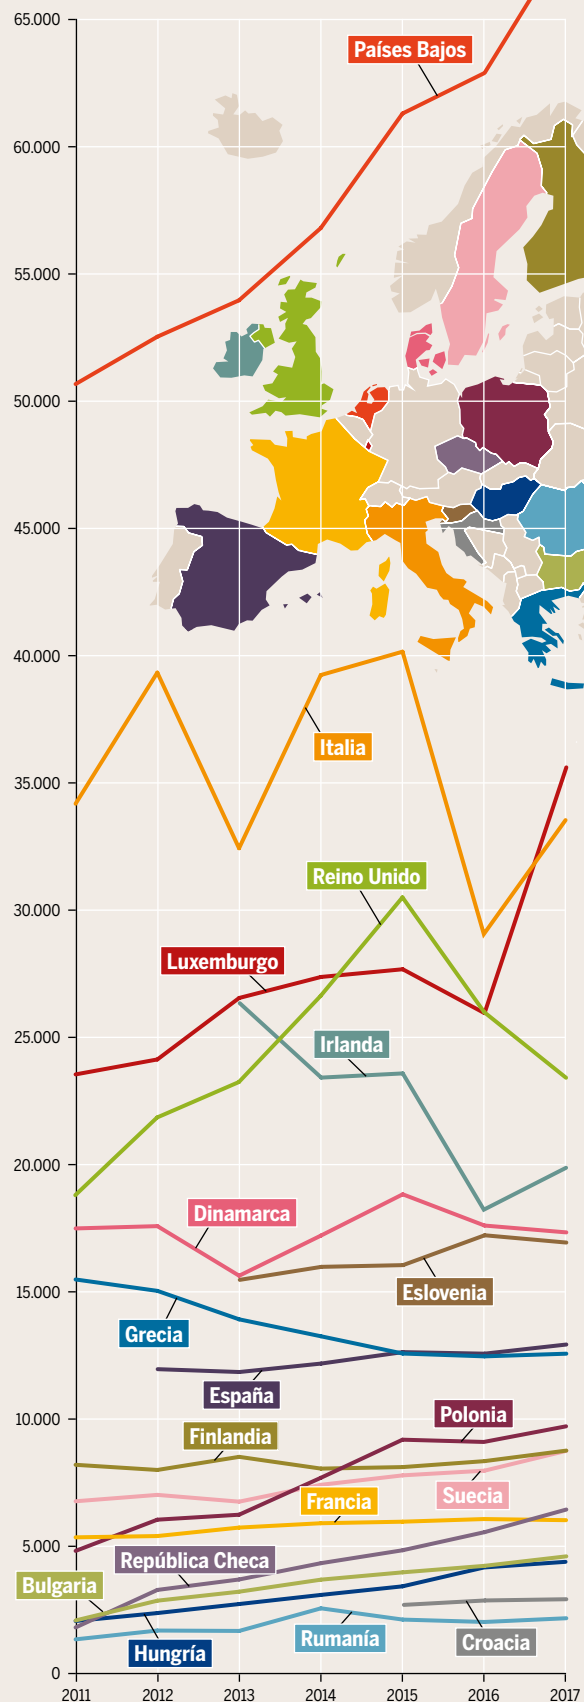 65.000
Países Bajos
60.000
55.000
50.000
45.000
40.000
Italia
35.000
Reino Unido
30.000
Luxemburgo
Irlanda
25.000
20.000
Dinamarca
Eslovenia
15.000
Grecia
España
Polonia
10.000
Finlandia
Suecia
Francia
5.000
República Checa
Bulgaria
Rumanía
Croacia
Hungría
0
2011 2012 2013 2014 2015 2016 2017